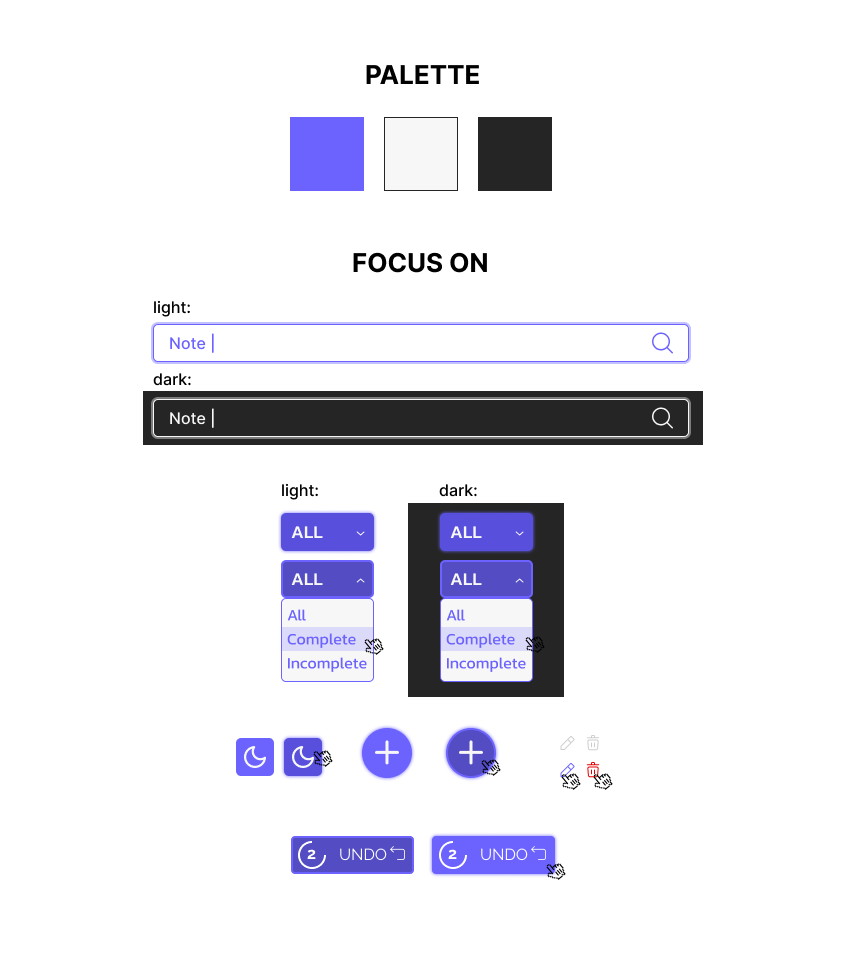 PALETTE
FOCUS ON
light:
Note |
dark:
Note |
light:
dark:
ALL
ALL
ALL
ALL
All
All
Complete
Complete
Incomplete
Incomplete
2 UNDO
2 UNDO